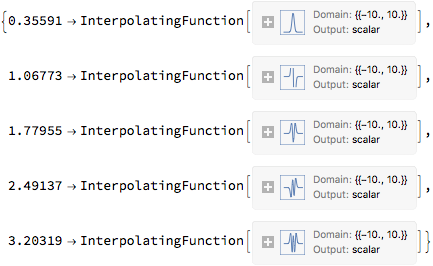 {0.35591 → InterpolatingFunction[ Domain: {{-10., 10.}} Output: scalar ],
1.06773 → InterpolatingFunction[ Domain: {{-10., 10.}} Output: scalar ],
1.77955 → InterpolatingFunction[ Domain: {{-10., 10.}} Output: scalar ],
2.49137 → InterpolatingFunction[ Domain: {{-10., 10.}} Output: scalar ],
3.20319 → InterpolatingFunction[ Domain: {{-10., 10.}} Output: scalar ]}